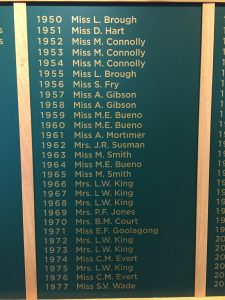 1950 Miss L. Brough
1951 Miss D. Hart
1952 Miss M. Connolly
1953 Miss M. Connolly
1954 Miss M. Connolly
1955 Miss L. Brough
1956 Miss S. Fry
1957 Miss A. Gibson
1958 Miss A. Gibson
1959 Miss M.E. Bueno
1960 Miss M.E. Bueno
1961 Miss A. Mortimer
1962 Mrs. J.R. Susman
1963 Miss M. Smith
1964 Miss M.E. Bueno
1965 Miss M. Smith
1966 Mrs. L.W. King
1967 Mrs. L.W. King
1968 Mrs. L.W. King
1969 Mrs. P.F. Jones
1970 Mrs. B.M. Court
1971 Miss E.F. Goolagong
1972 Mrs. L.W. King
1973 Mrs. L.W. King
1974 Miss C.M. Evert
1975 Mrs. L.W. King
1976 Miss C.M. Evert
1977 Miss S.V. Wade